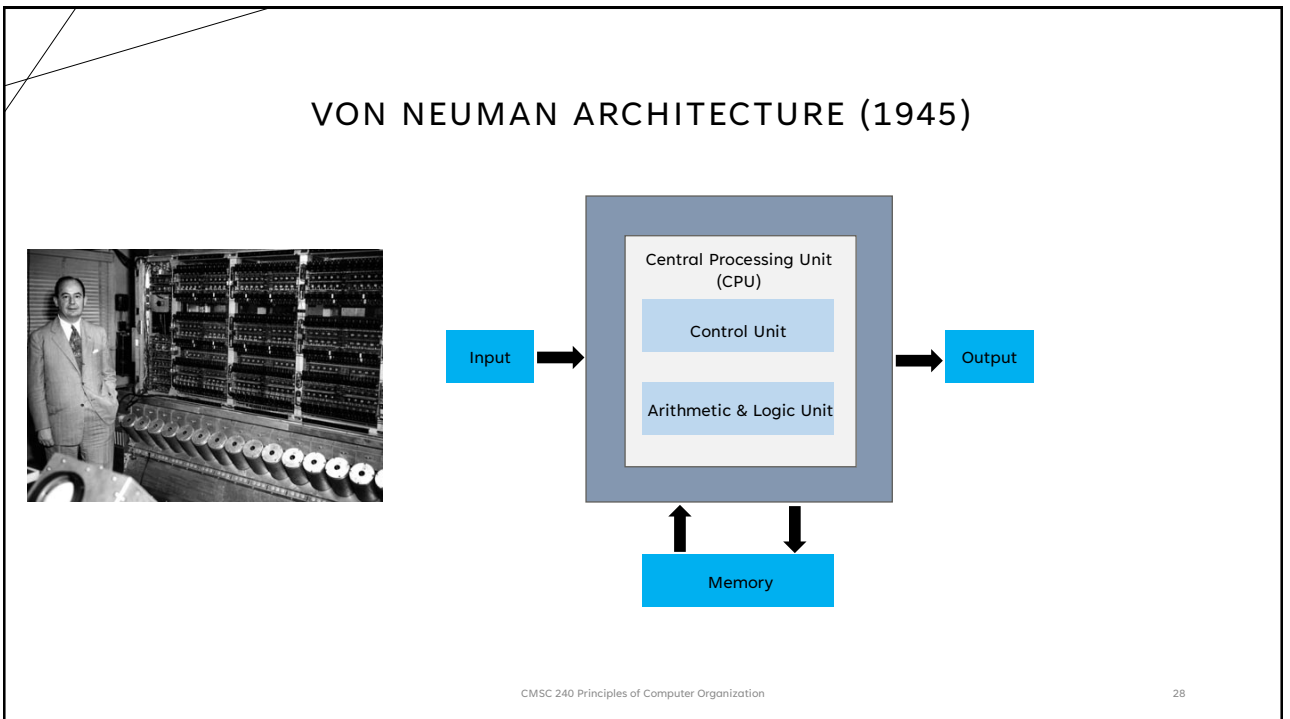 VON NEUMAN ARCHITECTURE (1945)
Central Processing Unit
(CPU)
Control Unit
Input
Output
Arithmetic & Logic Unit
Memory
CMSC 240 Principles of Computer Organization
28